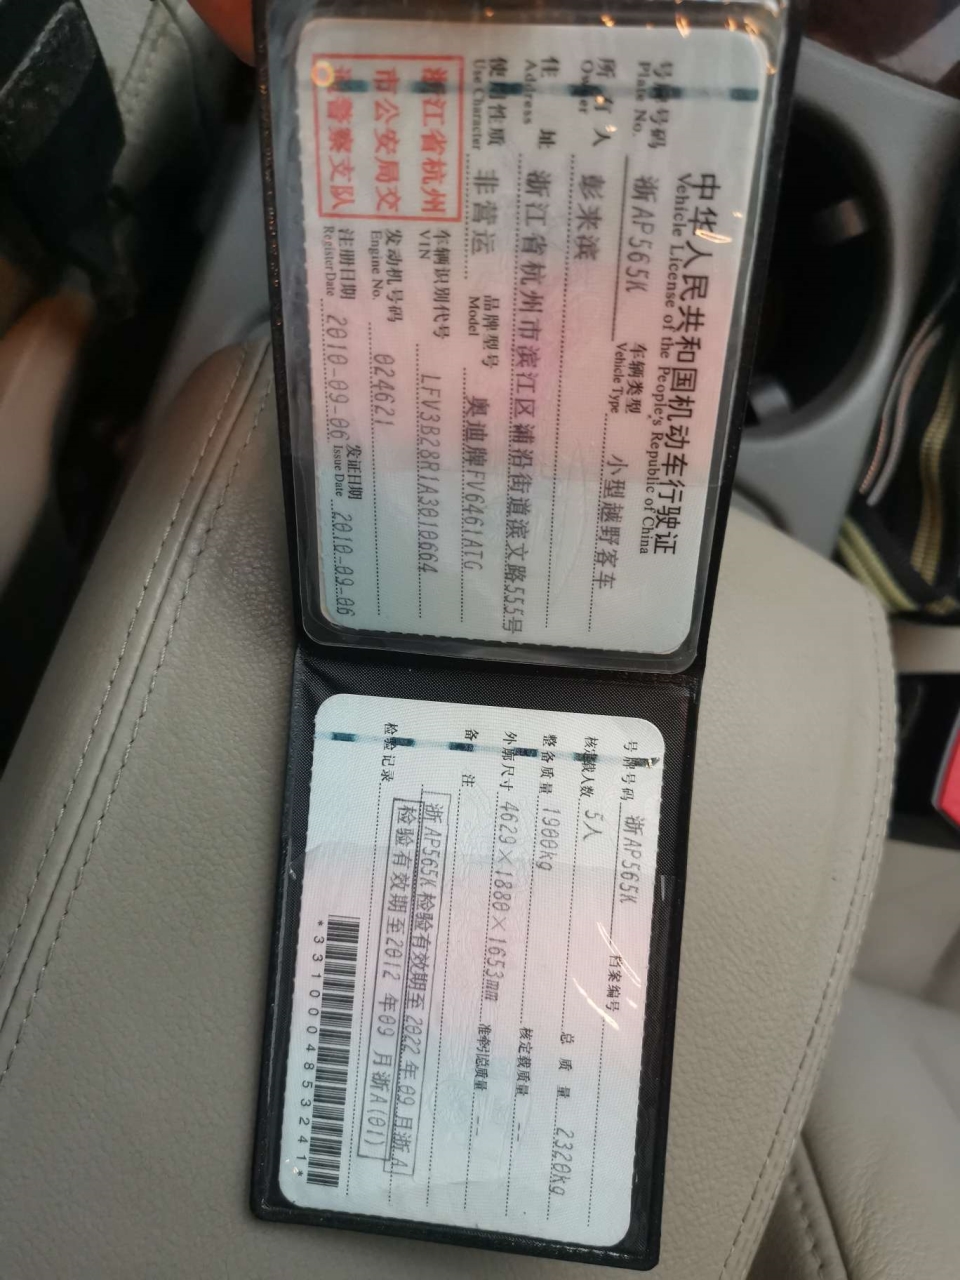 中华人民共和国机动车行驶证
Vehicle License of the People's Republic of China
号牌号码 浙AP565K 车辆类型 小型越野客车
Plate No. Vehicle Type
所有人 彭来滨
Owner
住址 浙江省杭州市滨江区浦沿街道滨文路555号
Address
使用性质 非营运 品牌型号 奥迪牌FV6461ATG
Use Character Model
浙江省杭州
市公安局交
警察支队
车辆识别代号 LFV3B28R1A3010664
VIN
发动机号码 024621
Engine No.
注册日期 2010-09-06 发证日期 2010-09-06
Register Date Issue Date
号牌号码 浙AP565K 档案编号
核定载人数 5人 总质量 2320kg
整备质量 1900kg 核定载质量 --
外廓尺寸 4629×1880×1653mm 准牵引总质量 --
备注
浙AP565K检验有效期至2022年09月浙A
检验记录 检验有效期至2012年09月浙A(01)
*3310004853241*